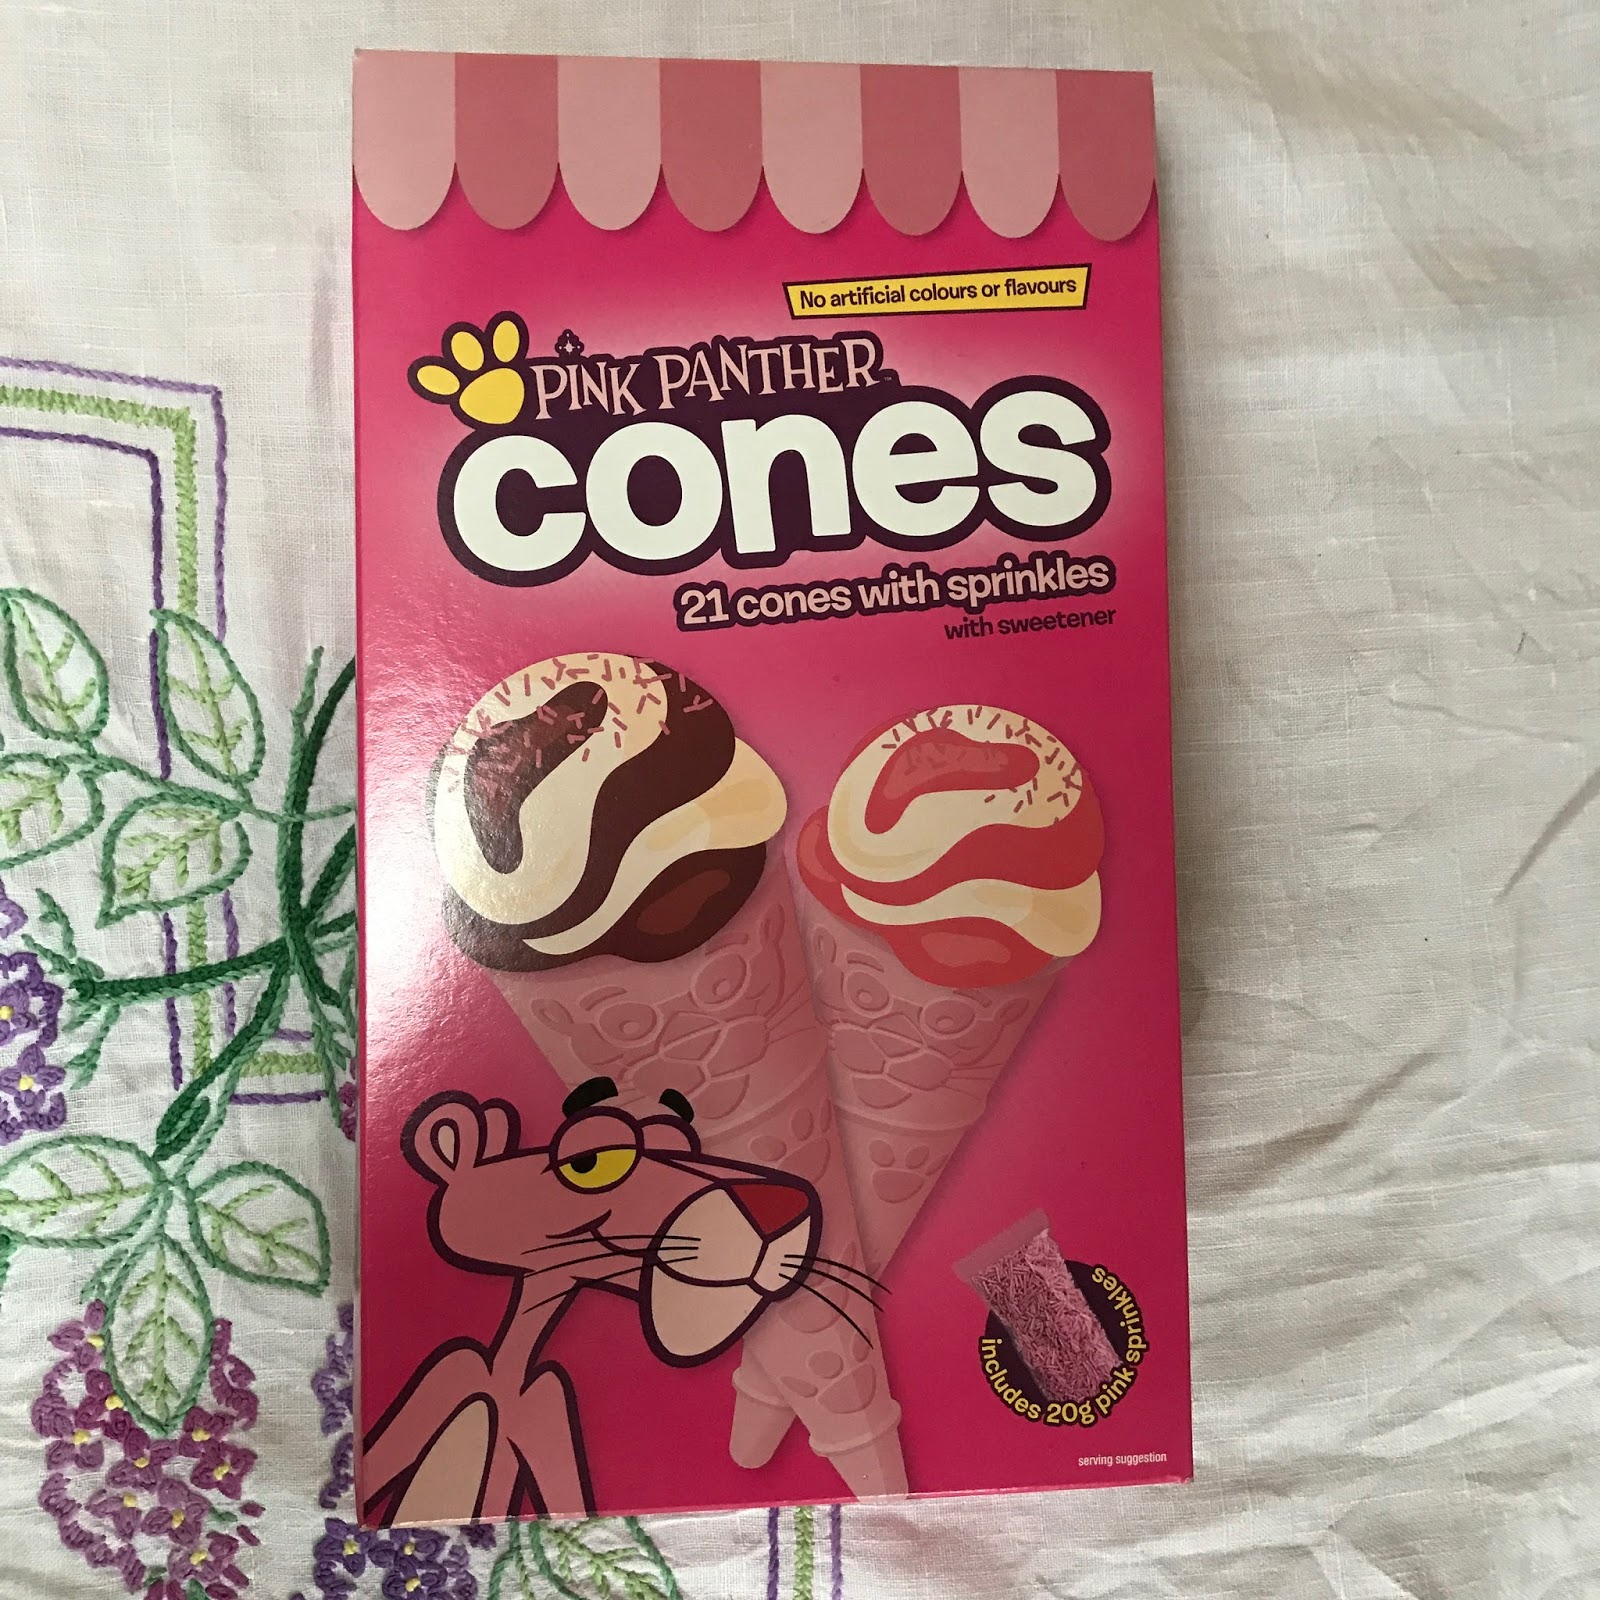 No artificial colours or flavours
PINK PANTHER™
cones
21 cones with sprinkles
with sweetener
includes 20g pink sprinkles
serving suggestion